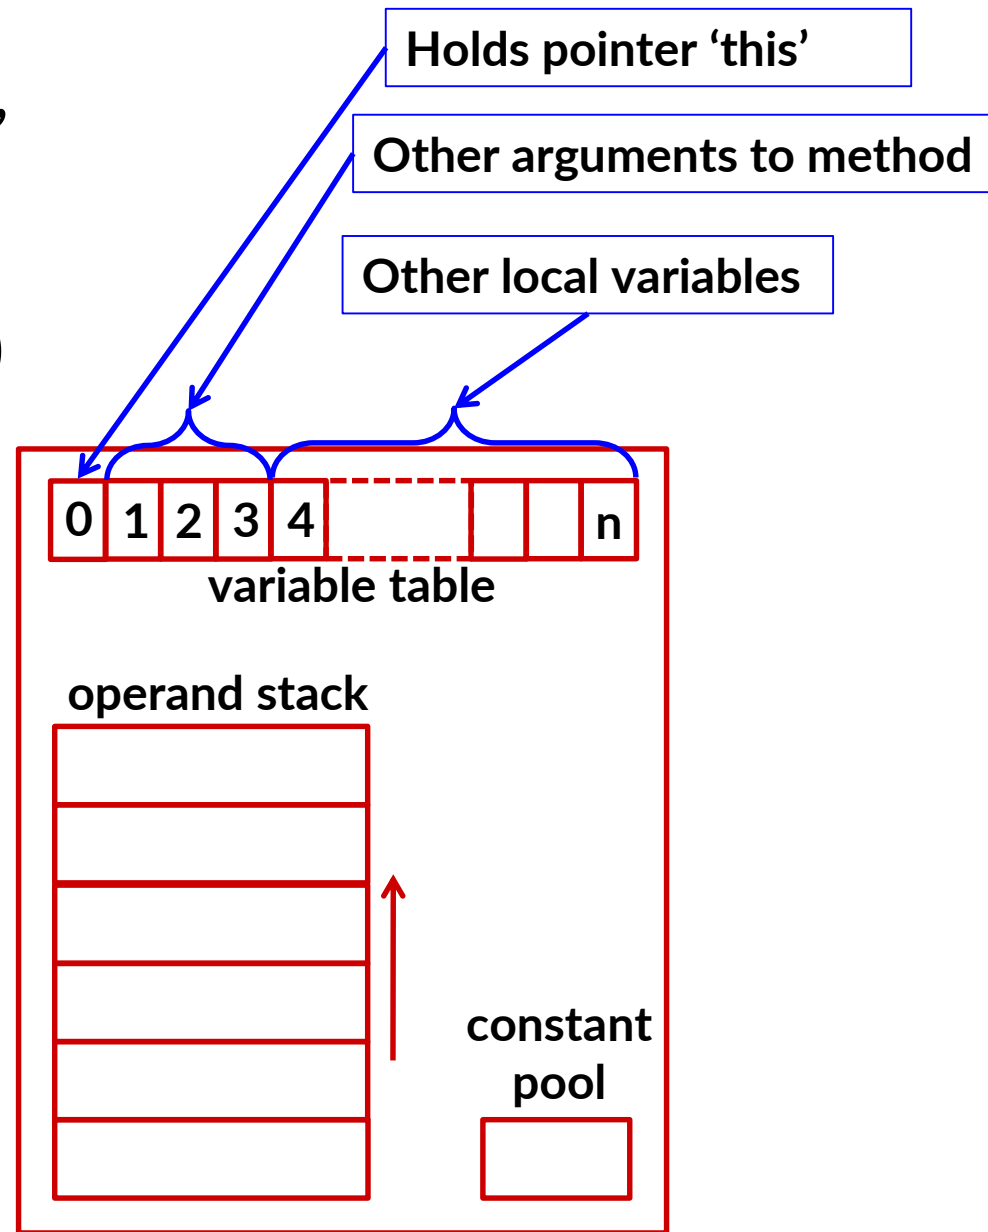 Holds pointer ‘this’
,
Other arguments to method
Other local variables
)
0 1 2 3 4 n
variable table
operand stack
constant
pool